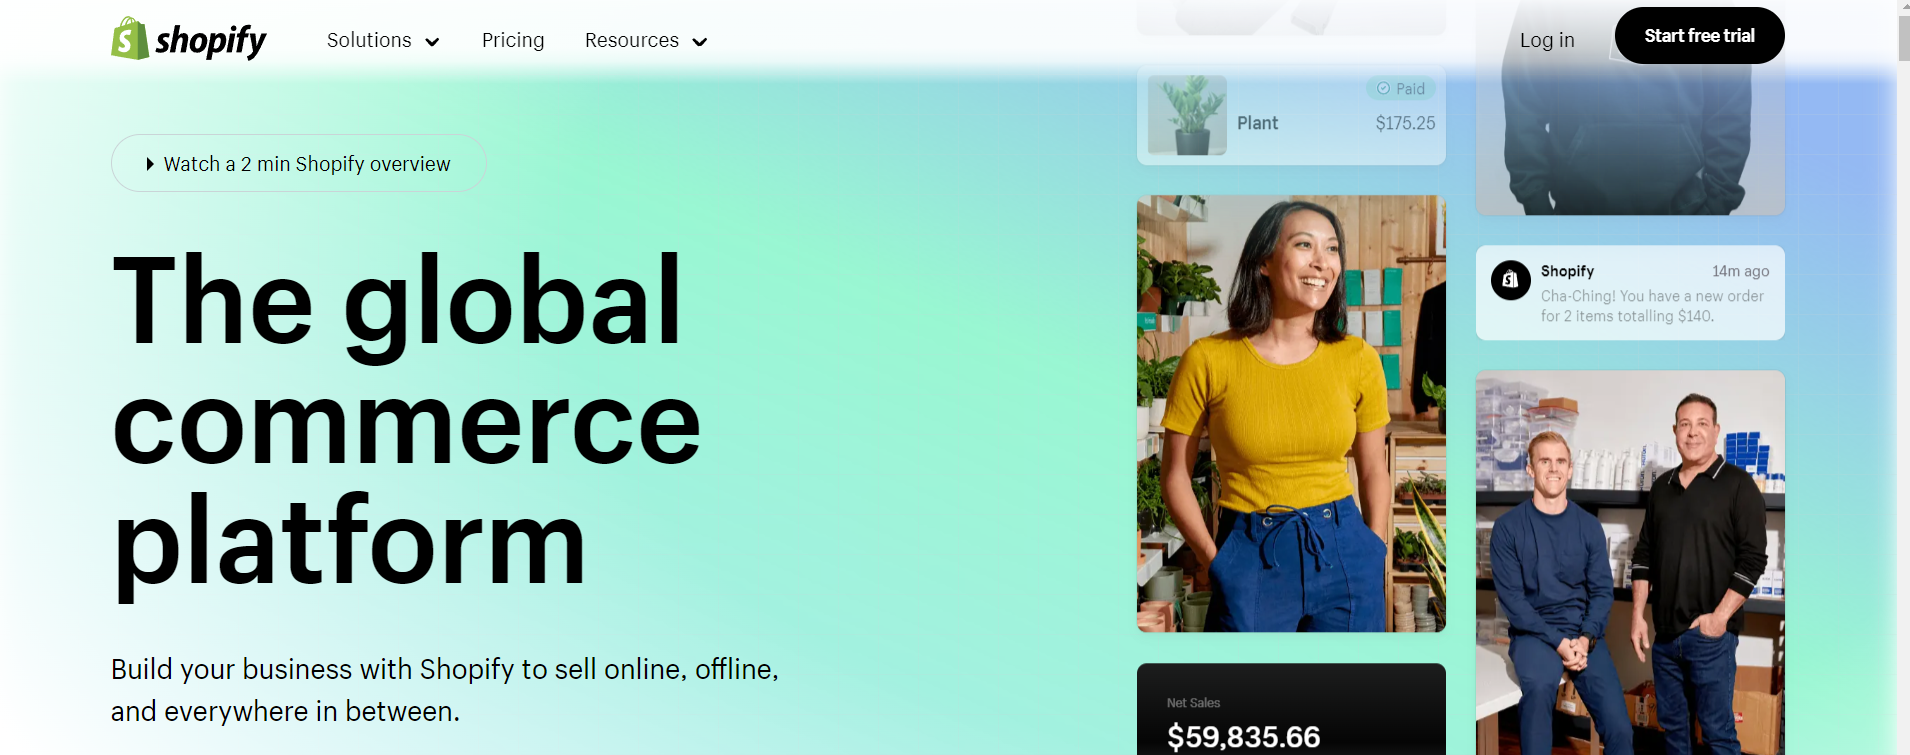 shopify
Solutions
Pricing
Resources
Log in
Start free trial
Watch a 2 min Shopify overview
The global
commerce
platform
Build your business with Shopify to sell online, offline,
and everywhere in between.
Paid
Plant
$175.25
Shopify
14m ago
Cha-Ching! You have a new order
for 2 items totalling $140.
Net Sales
$59,835.66